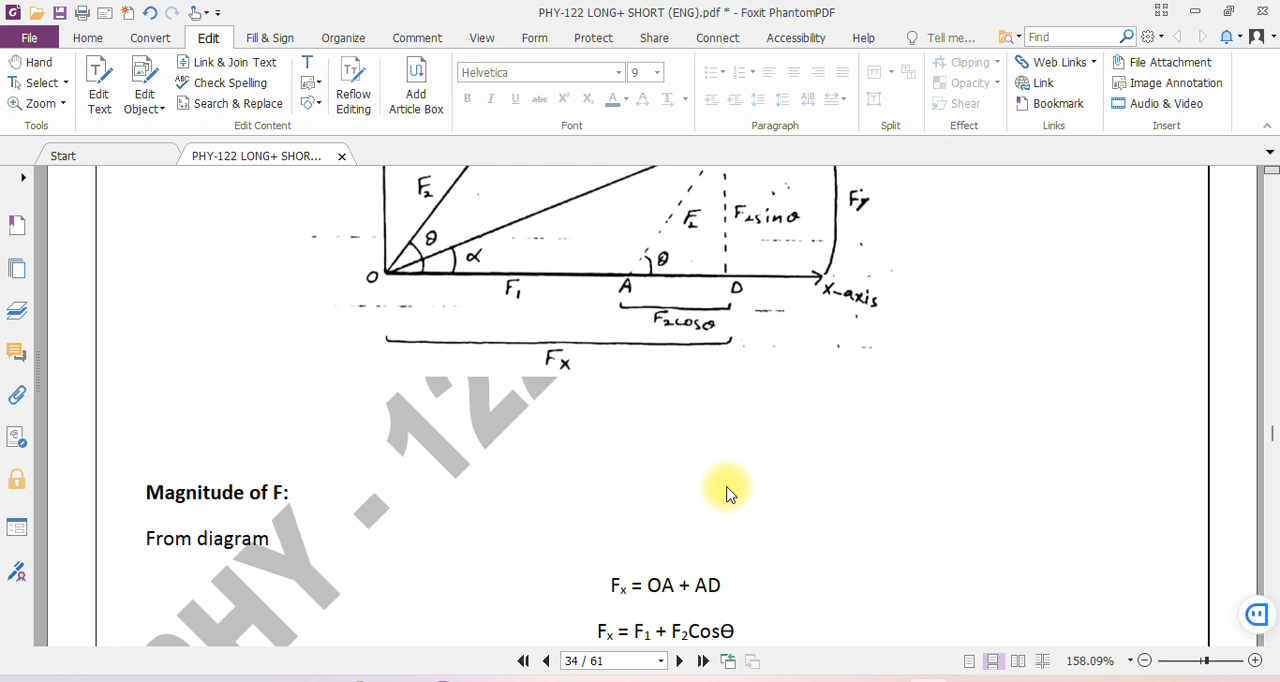 PHY-122 LONG+ SHORT (ENG).pdf * - Foxit PhantomPDF
File Home Convert Edit Fill & Sign Organize Comment View Form Protect Share Connect Accessibility Help Tell me... Find
Hand
Select
Zoom
Tools
Edit Text
Edit Object
Link & Join Text
Check Spelling
Search & Replace
Edit Content
Reflow Editing
Add Article Box
Helvetica 9
Font
Paragraph
Split
Clipping
Opacity
Shear
Effect
Web Links
Link
Bookmark
Links
File Attachment
Image Annotation
Audio & Video
Insert
Start PHY-122 LONG+ SHOR...
F₂
θ
α
O
F₁
A
θ
F₂
F₂sinθ
D
Fy
X-axis
F₂cosθ
Fx
PHY - 122
Magnitude of F:
From diagram
Fₓ = OA + AD
Fₓ = F₁ + F₂CosӨ
34 / 61
158.09%